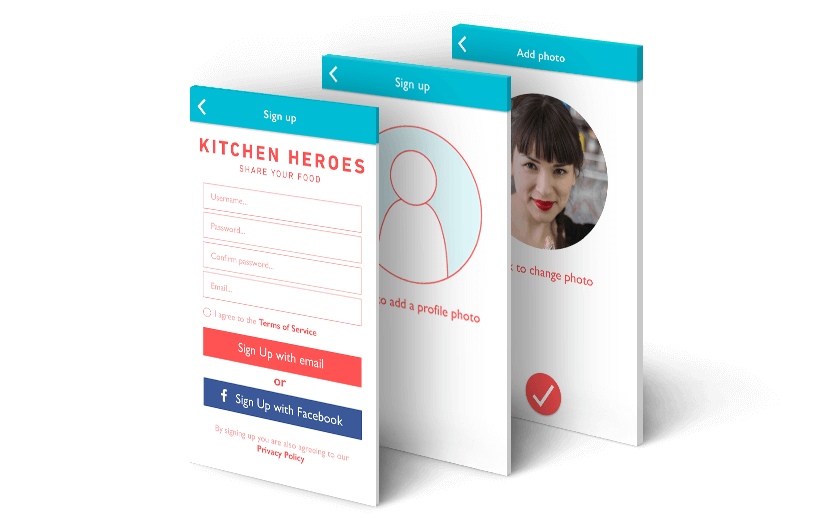 Sign up
KITCHEN HEROES
SHARE YOUR FOOD
Username...
Password...
Confirm password...
Email...
I agree to the Terms of Service
Sign Up with email
or
f Sign Up with Facebook
By signing up you are also agreeing to our
Privacy Policy
Sign up
to add a profile photo
Add photo
to change photo